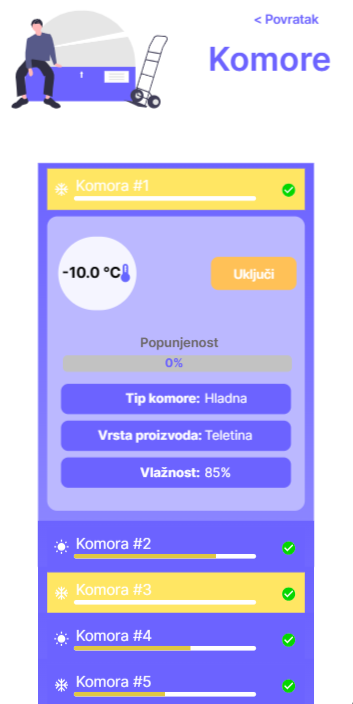 < Povratak
Komore
Komora #1
-10.0 °C
Uključi
Popunjenost
0%
Tip komore: Hladna
Vrsta proizvoda: Teletina
Vlažnost: 85%
Komora #2
Komora #3
Komora #4
Komora #5